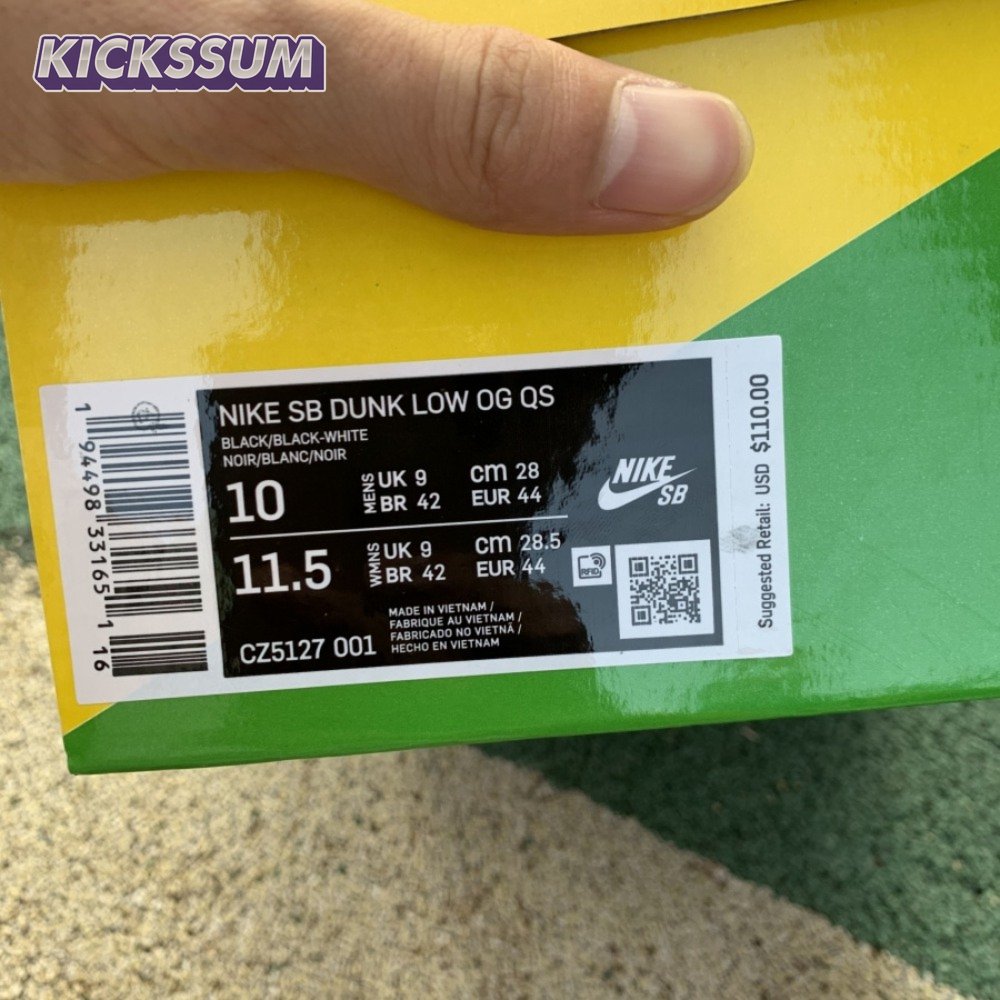 KICKSSUM
NIKE SB DUNK LOW OG QS
BLACK/BLACK-WHITE
NOIR/BLANC/NOIR
10
MENS
UK 9
CM 28
BR 42
EUR 44
11.5
WMNS
UK 9
CM 28.5
BR 42
EUR 44
MADE IN VIETNAM /
FABRIQUE AU VIETNAM /
FABRICADO NO VIETNÃ /
HECHO EN VIETNAM
CZ5127 001
NIKE
SB
RFID
1 94498 33165 1 16
Suggested Retail: USD $110.00